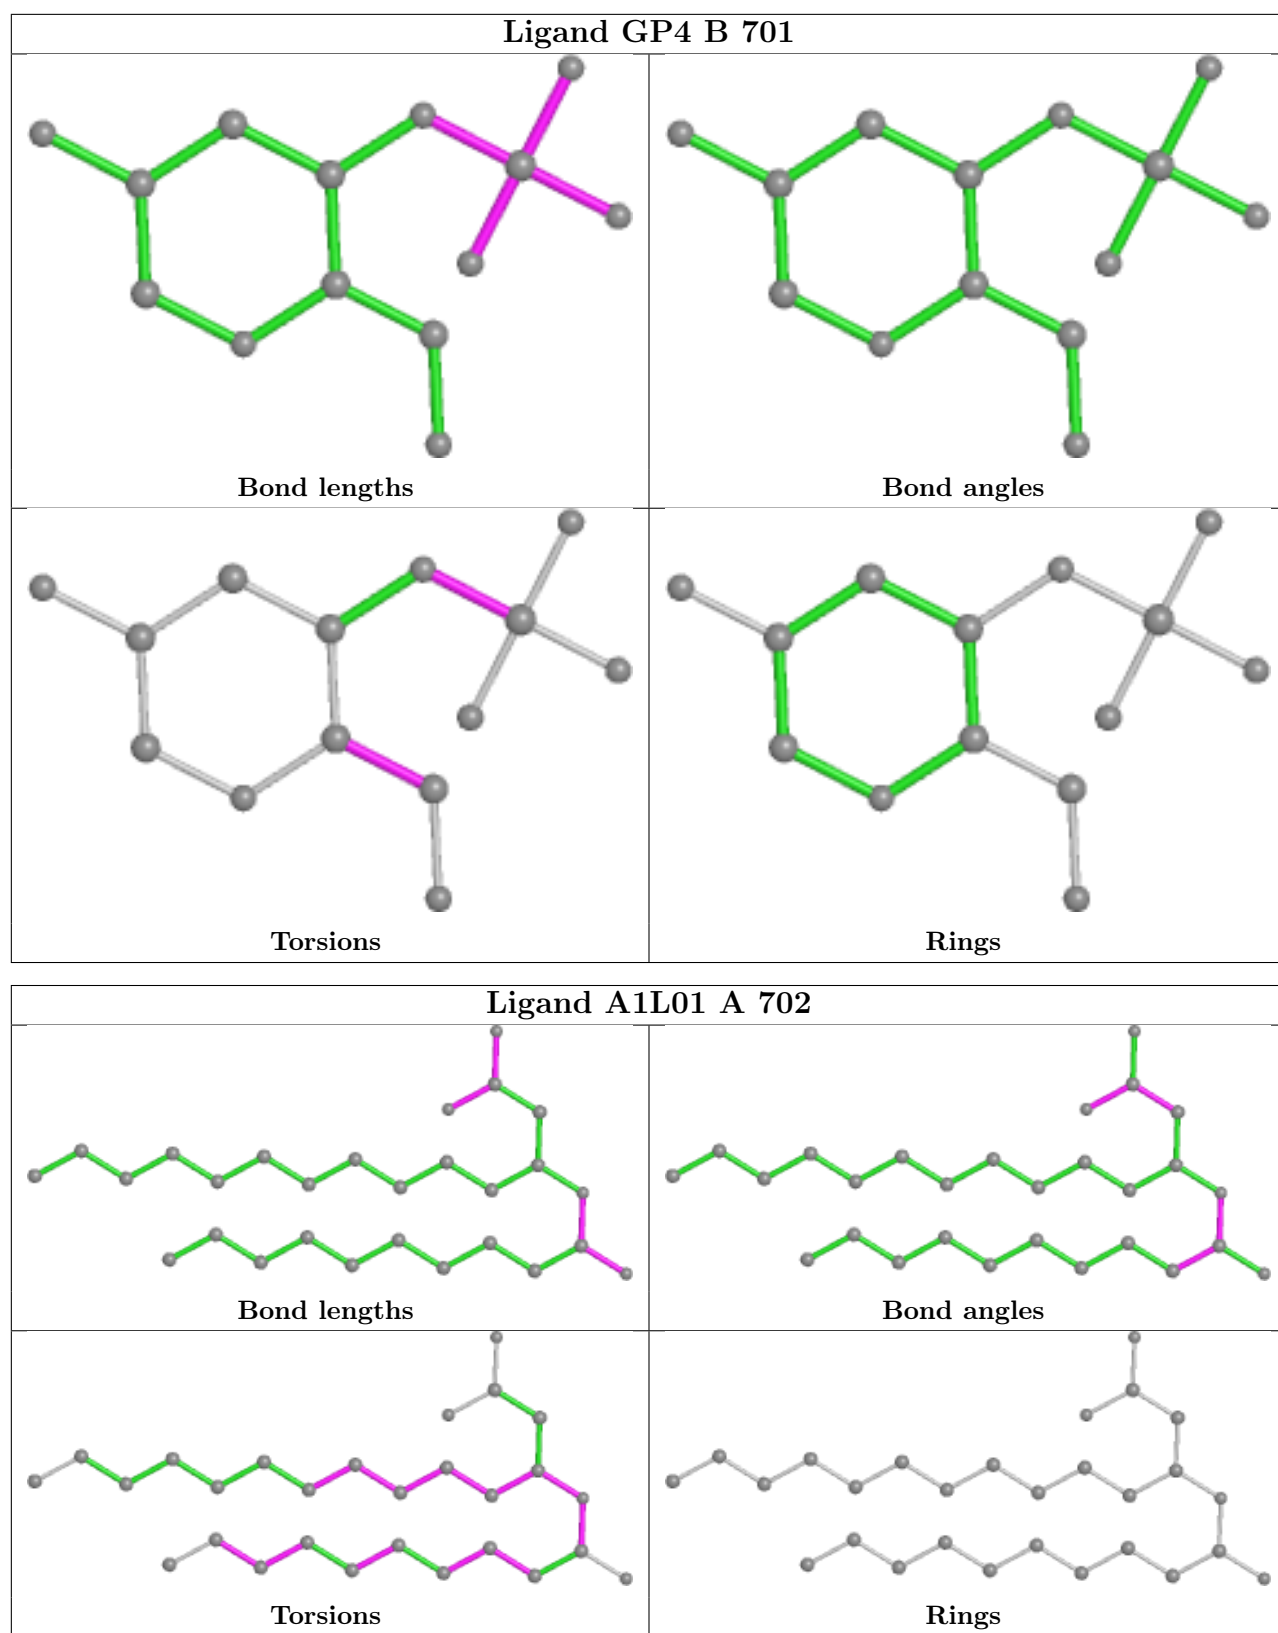 Ligand GP4 B 701
Bond lengths
Bond angles
Torsions
Rings
Ligand A1L01 A 702
Bond lengths
Bond angles
Torsions
Rings